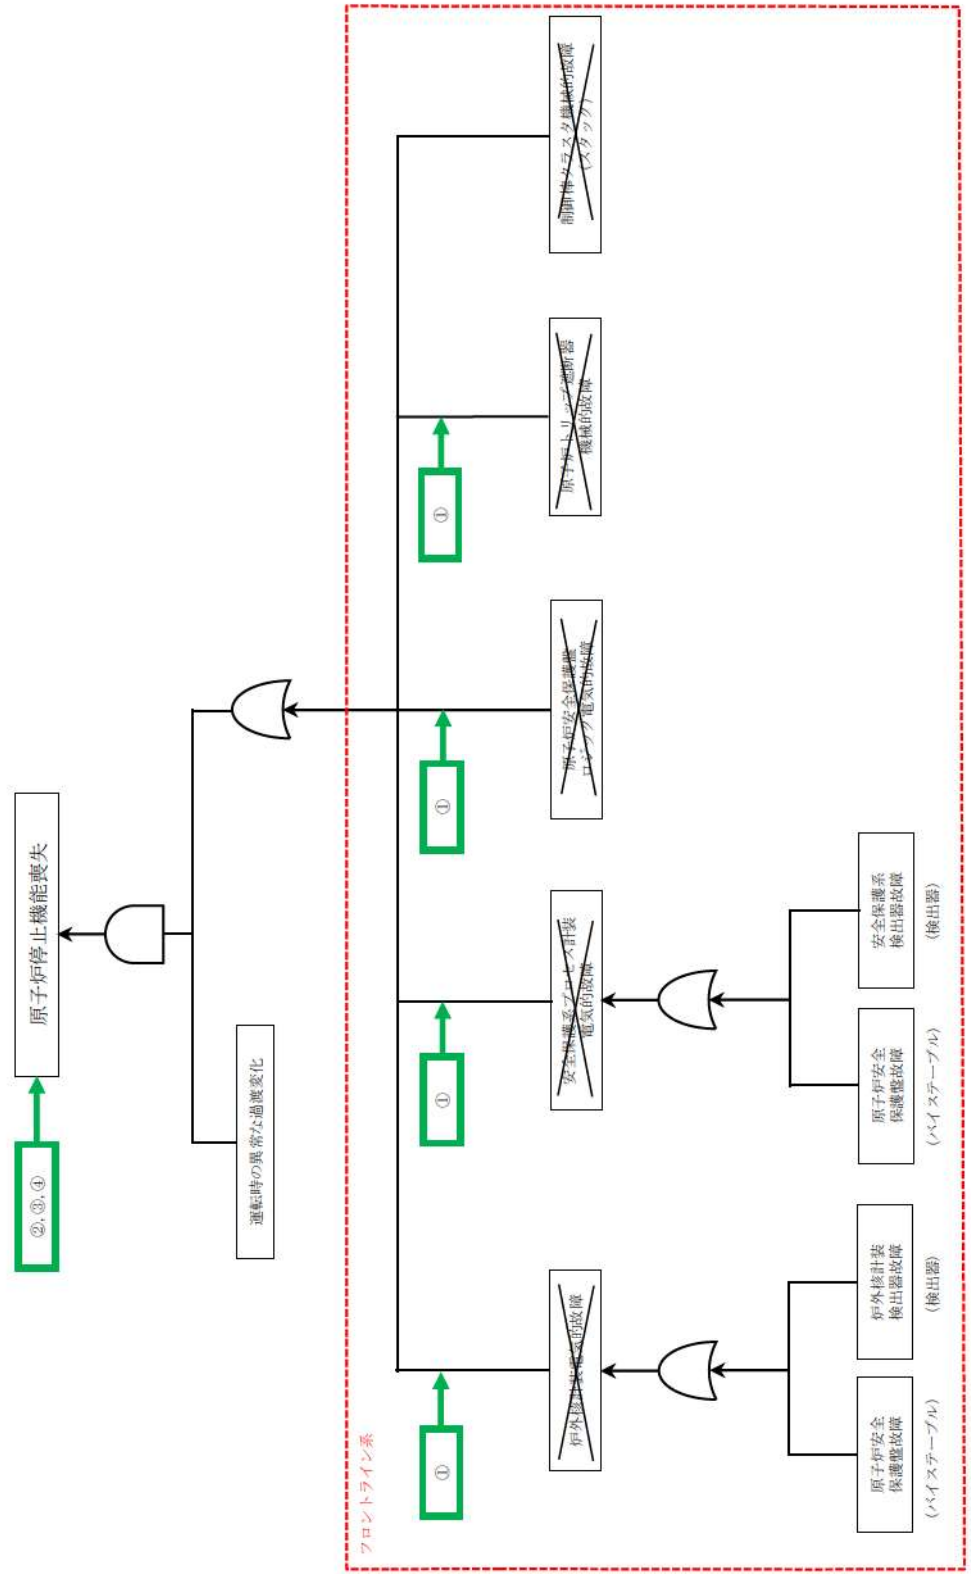 原子炉停止機能喪失
②,③,④
運転時の異常な過渡変化
フロントライン系
①
①
①
①
炉外核計装電気的故障
安全保護系プロセス計装
電気的故障
原子炉安全保護盤
ロジック電気的故障
原子炉トリップ遮断器
機械的故障
制御棒クラスタ機械的故障
(スタック)
原子炉安全
保護盤故障
(バイステーブル)
炉外核計装
検出器故障
(検出器)
原子炉安全
保護盤故障
(バイステーブル)
安全保護系
検出器故障
(検出器)